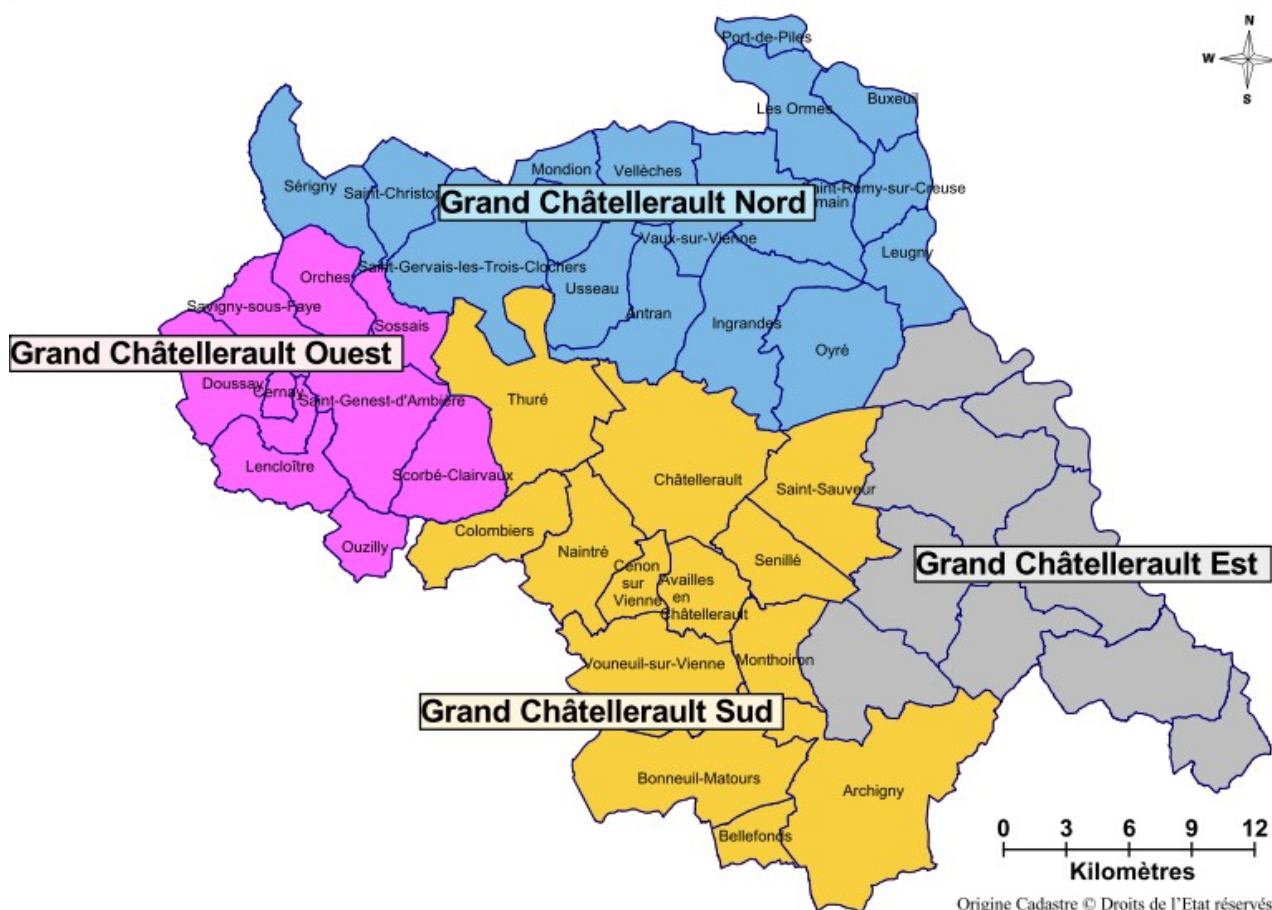 N
W
S
Port-de-Piles
Les Ormes
Buxeuil
Mondion
Vellèches
Sérigny
Saint-Christo
int-Rémy-sur-Creuse
main
Grand Châtellerault Nord
Vaux-sur-Vienne
Leugny
Saint-Gervais-les-Trois-Clochers
Orches
Usseau
Savigny-sous-Faye
Antran
Ingrandes
Sossais
Oyré
Grand Châtellerault Ouest
Doussay
Cernay
Saint-Genest-d'Ambière
Thuré
Lencloître
Scorbé-Clairvaux
Châtellerault
Saint-Sauveur
Colombiers
Ouzilly
Naintré
Senillé
Cenon
sur
Vienne
Availles
en
Châtellerault
Grand Châtellerault Est
Vouneuil-sur-Vienne
Monthoiron
Grand Châtellerault Sud
Bonneuil-Matours
Archigny
Bellefonds
0 3 6 9 12
Kilomètres
Origine Cadastre © Droits de l'Etat réservés